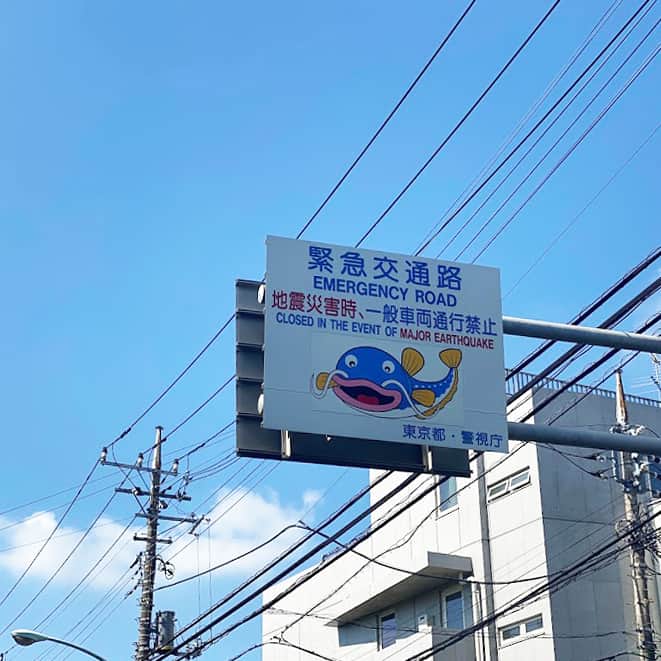 緊急交通路
EMERGENCY ROAD
地震災害時、一般車両通行禁止
CLOSED IN THE EVENT OF MAJOR EARTHQUAKE
東京都・警視庁